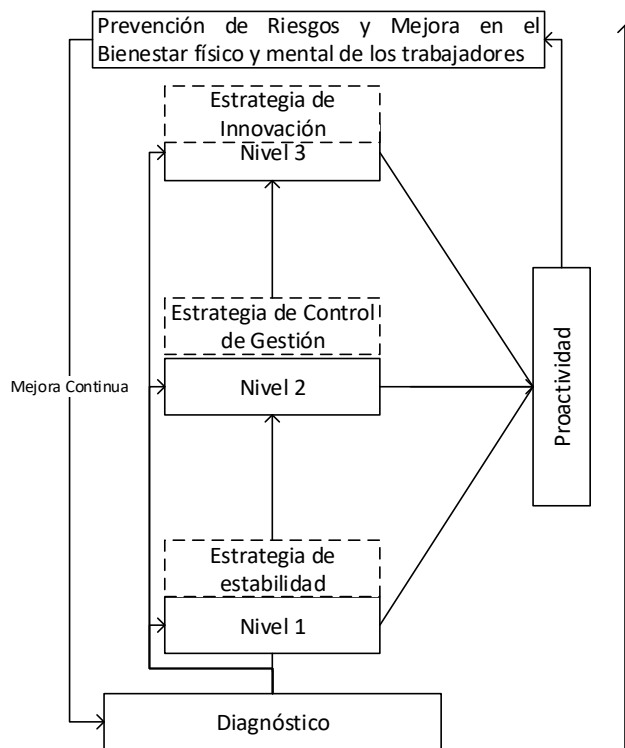 Prevención de Riesgos y Mejora en el
Bienestar físico y mental de los trabajadores
Estrategia de
Innovación
Nivel 3
Estrategia de Control
de Gestión
Nivel 2
Mejora Continua
Proactividad
Estrategia de
estabilidad
Nivel 1
Diagnóstico